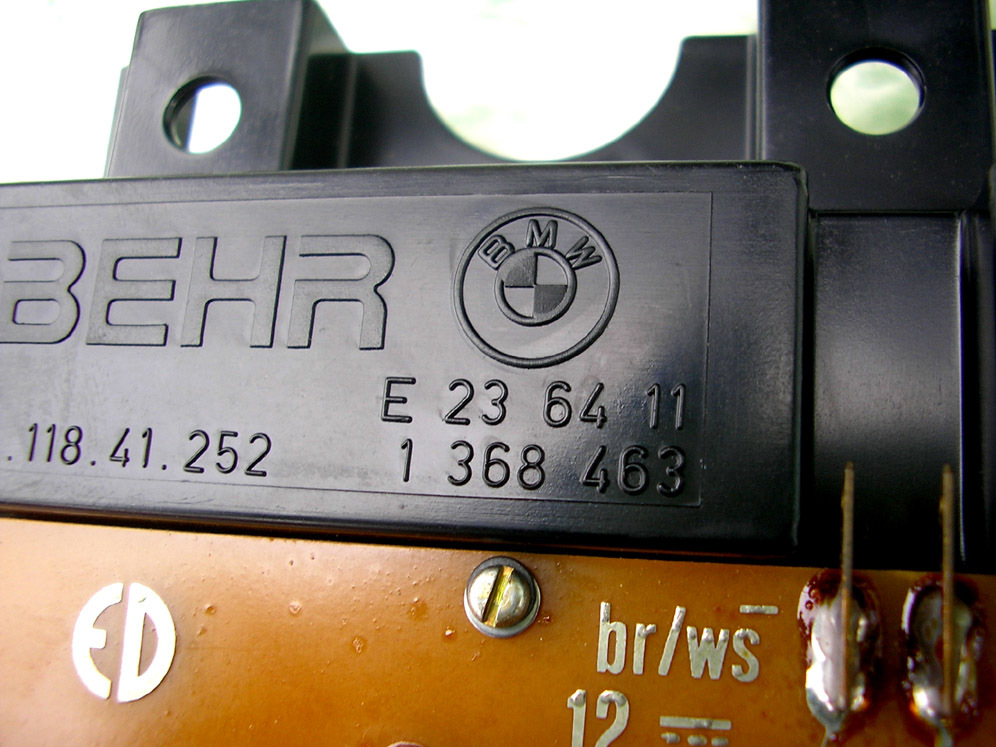 BEHR
BMW
E 23 64 11
.118.41.252
1 368 463
ED
br/ws
12